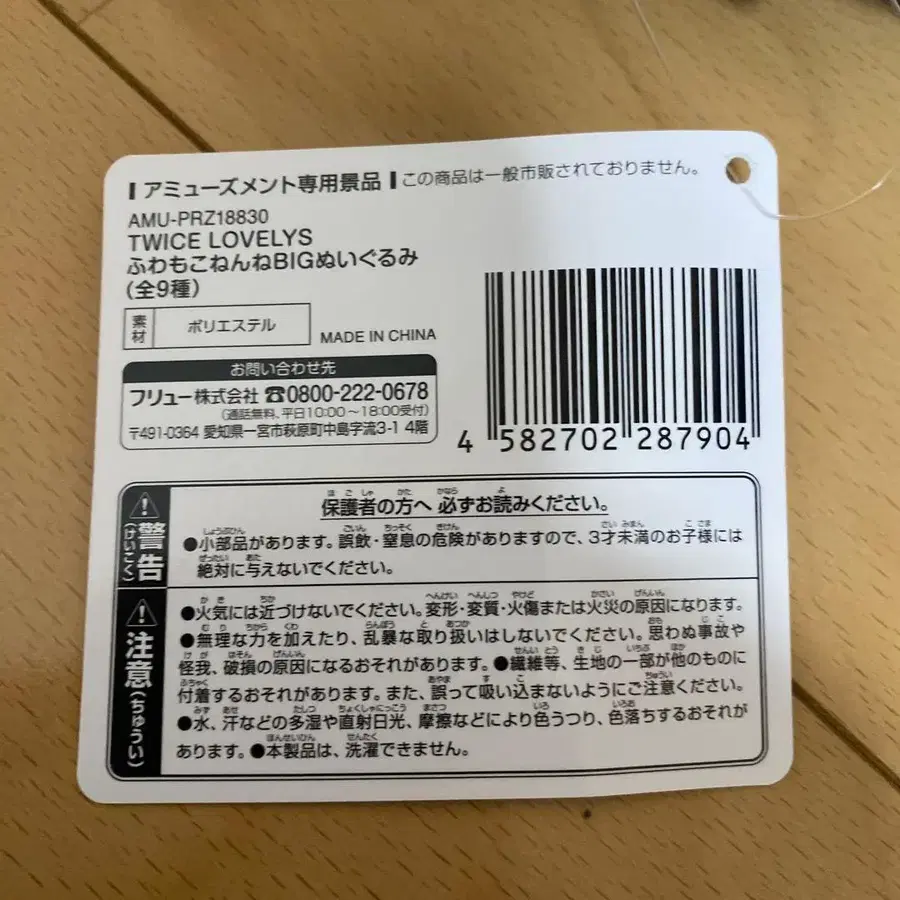 アミューズメント専用景品 この商品は一般市販されておりません。
AMU-PRZ18830
TWICE LOVELYS
ふわもこねんねBIGぬいぐるみ
(全9種)
素材 ポリエステル MADE IN CHINA
お問い合わせ先
フリュー株式会社 ☎0800-222-0678
(通話無料、平日10:00~18:00受付)
〒491-0364 愛知県一宮市萩原町中島字流3-1 4階
4 582702 287904
警告(けいこく)
保護者の方へ 必ずお読みください。
●小部品があります。誤飲・窒息の危険がありますので、3才未満のお子様には
絶対に与えないでください。
注意(ちゅうい)
●火気には近づけないでください。変形・変質・火傷または火災の原因になります。
●無理な力を加えたり、乱暴な取り扱いはしないでください。思わぬ事故や
怪我、破損の原因になるおそれがあります。●繊維等、生地の一部が他のものに
付着するおそれがあります。また、誤って吸い込まないようにご注意ください。
●水、汗などの多湿や直射日光、摩擦などにより色うつり、色落ちするおそれが
あります。●本製品は、洗濯できません。